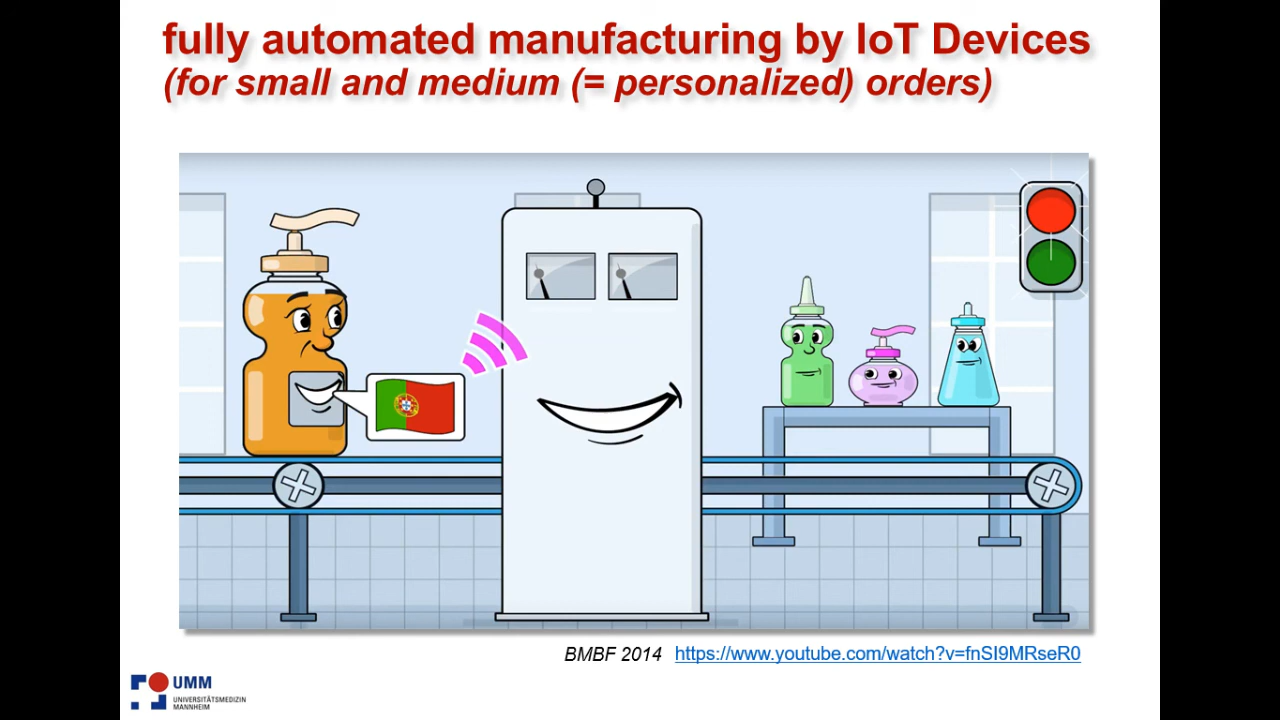 fully automated manufacturing by IoT Devices
(for small and medium (= personalized) orders)
BMBF 2014 https://www.youtube.com/watch?v=fnSI9MRseR0
UMM
UNIVERSITÄTSMEDIZIN
MANNHEIM